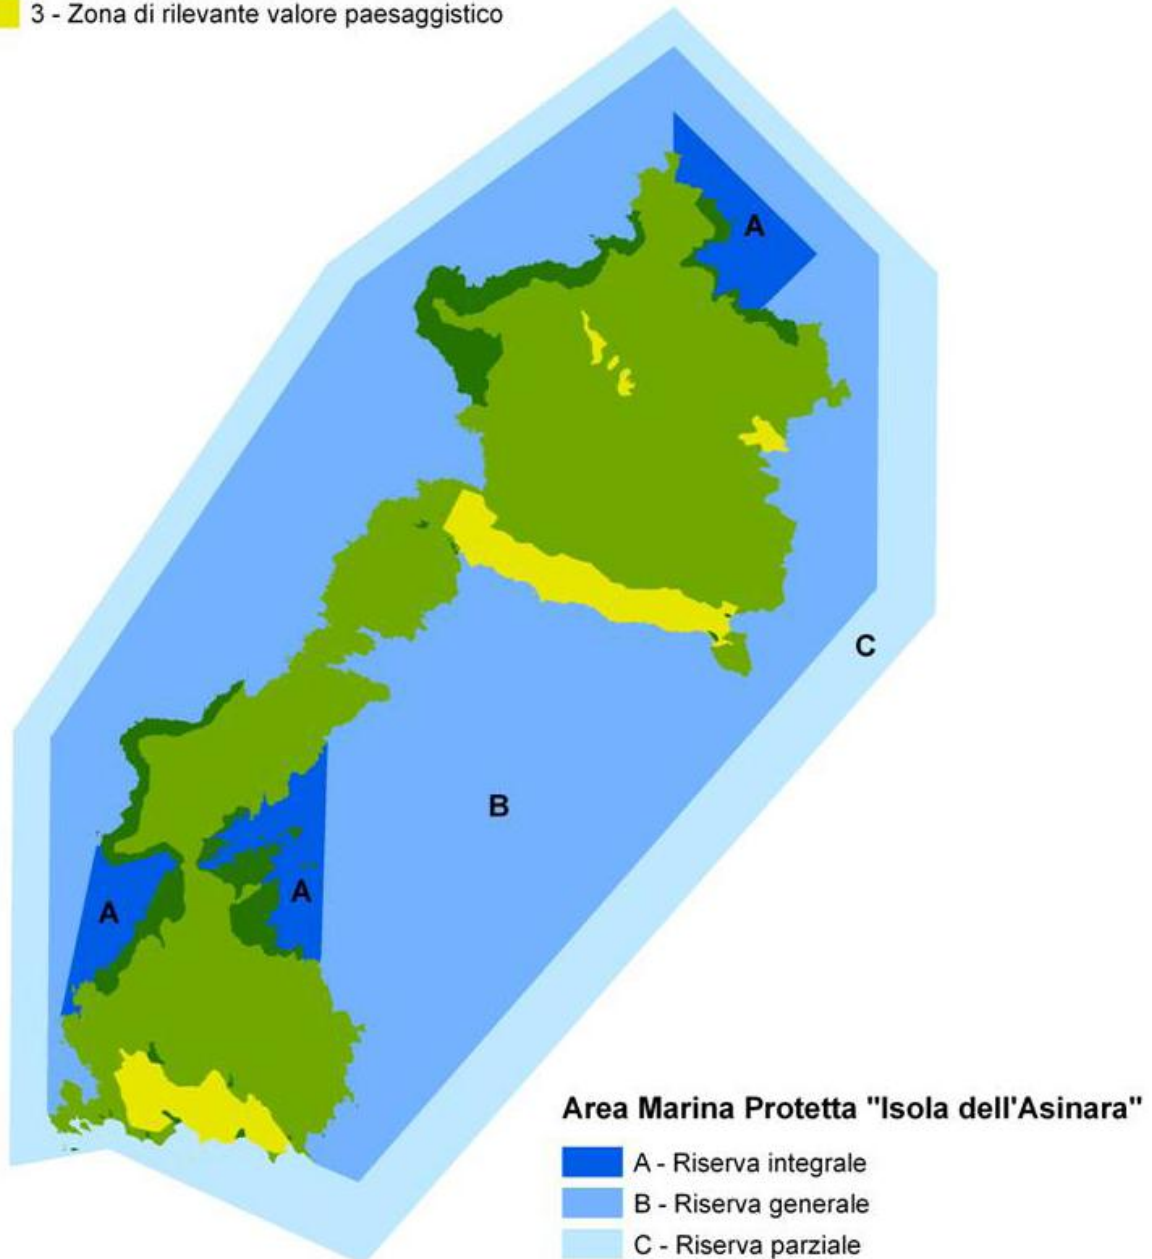 3 - Zona di rilevante valore paesaggistico
A
C
B
A
A
Area Marina Protetta "Isola dell'Asinara"
A - Riserva integrale
B - Riserva generale
C - Riserva parziale